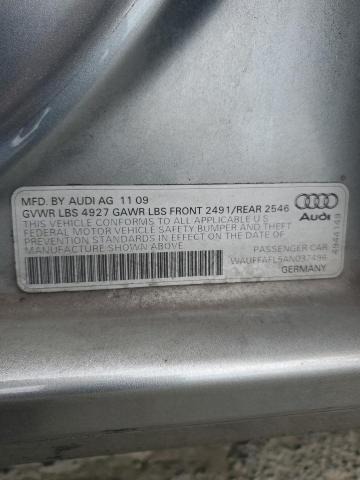 MFD. BY AUDI AG 11 09
GVWR LBS 4927 GAWR LBS FRONT 2491/REAR 2546
THIS VEHICLE CONFORMS TO ALL APPLICABLE U S
FEDERAL MOTOR VEHICLE SAFETY BUMPER AND THEFT
PREVENTION STANDARDS IN EFFECT ON THE DATE OF
MANUFACTURE SHOWN ABOVE.
Audi
PASSENGER CAR
WAUFFAFL5AN037496
GERMANY